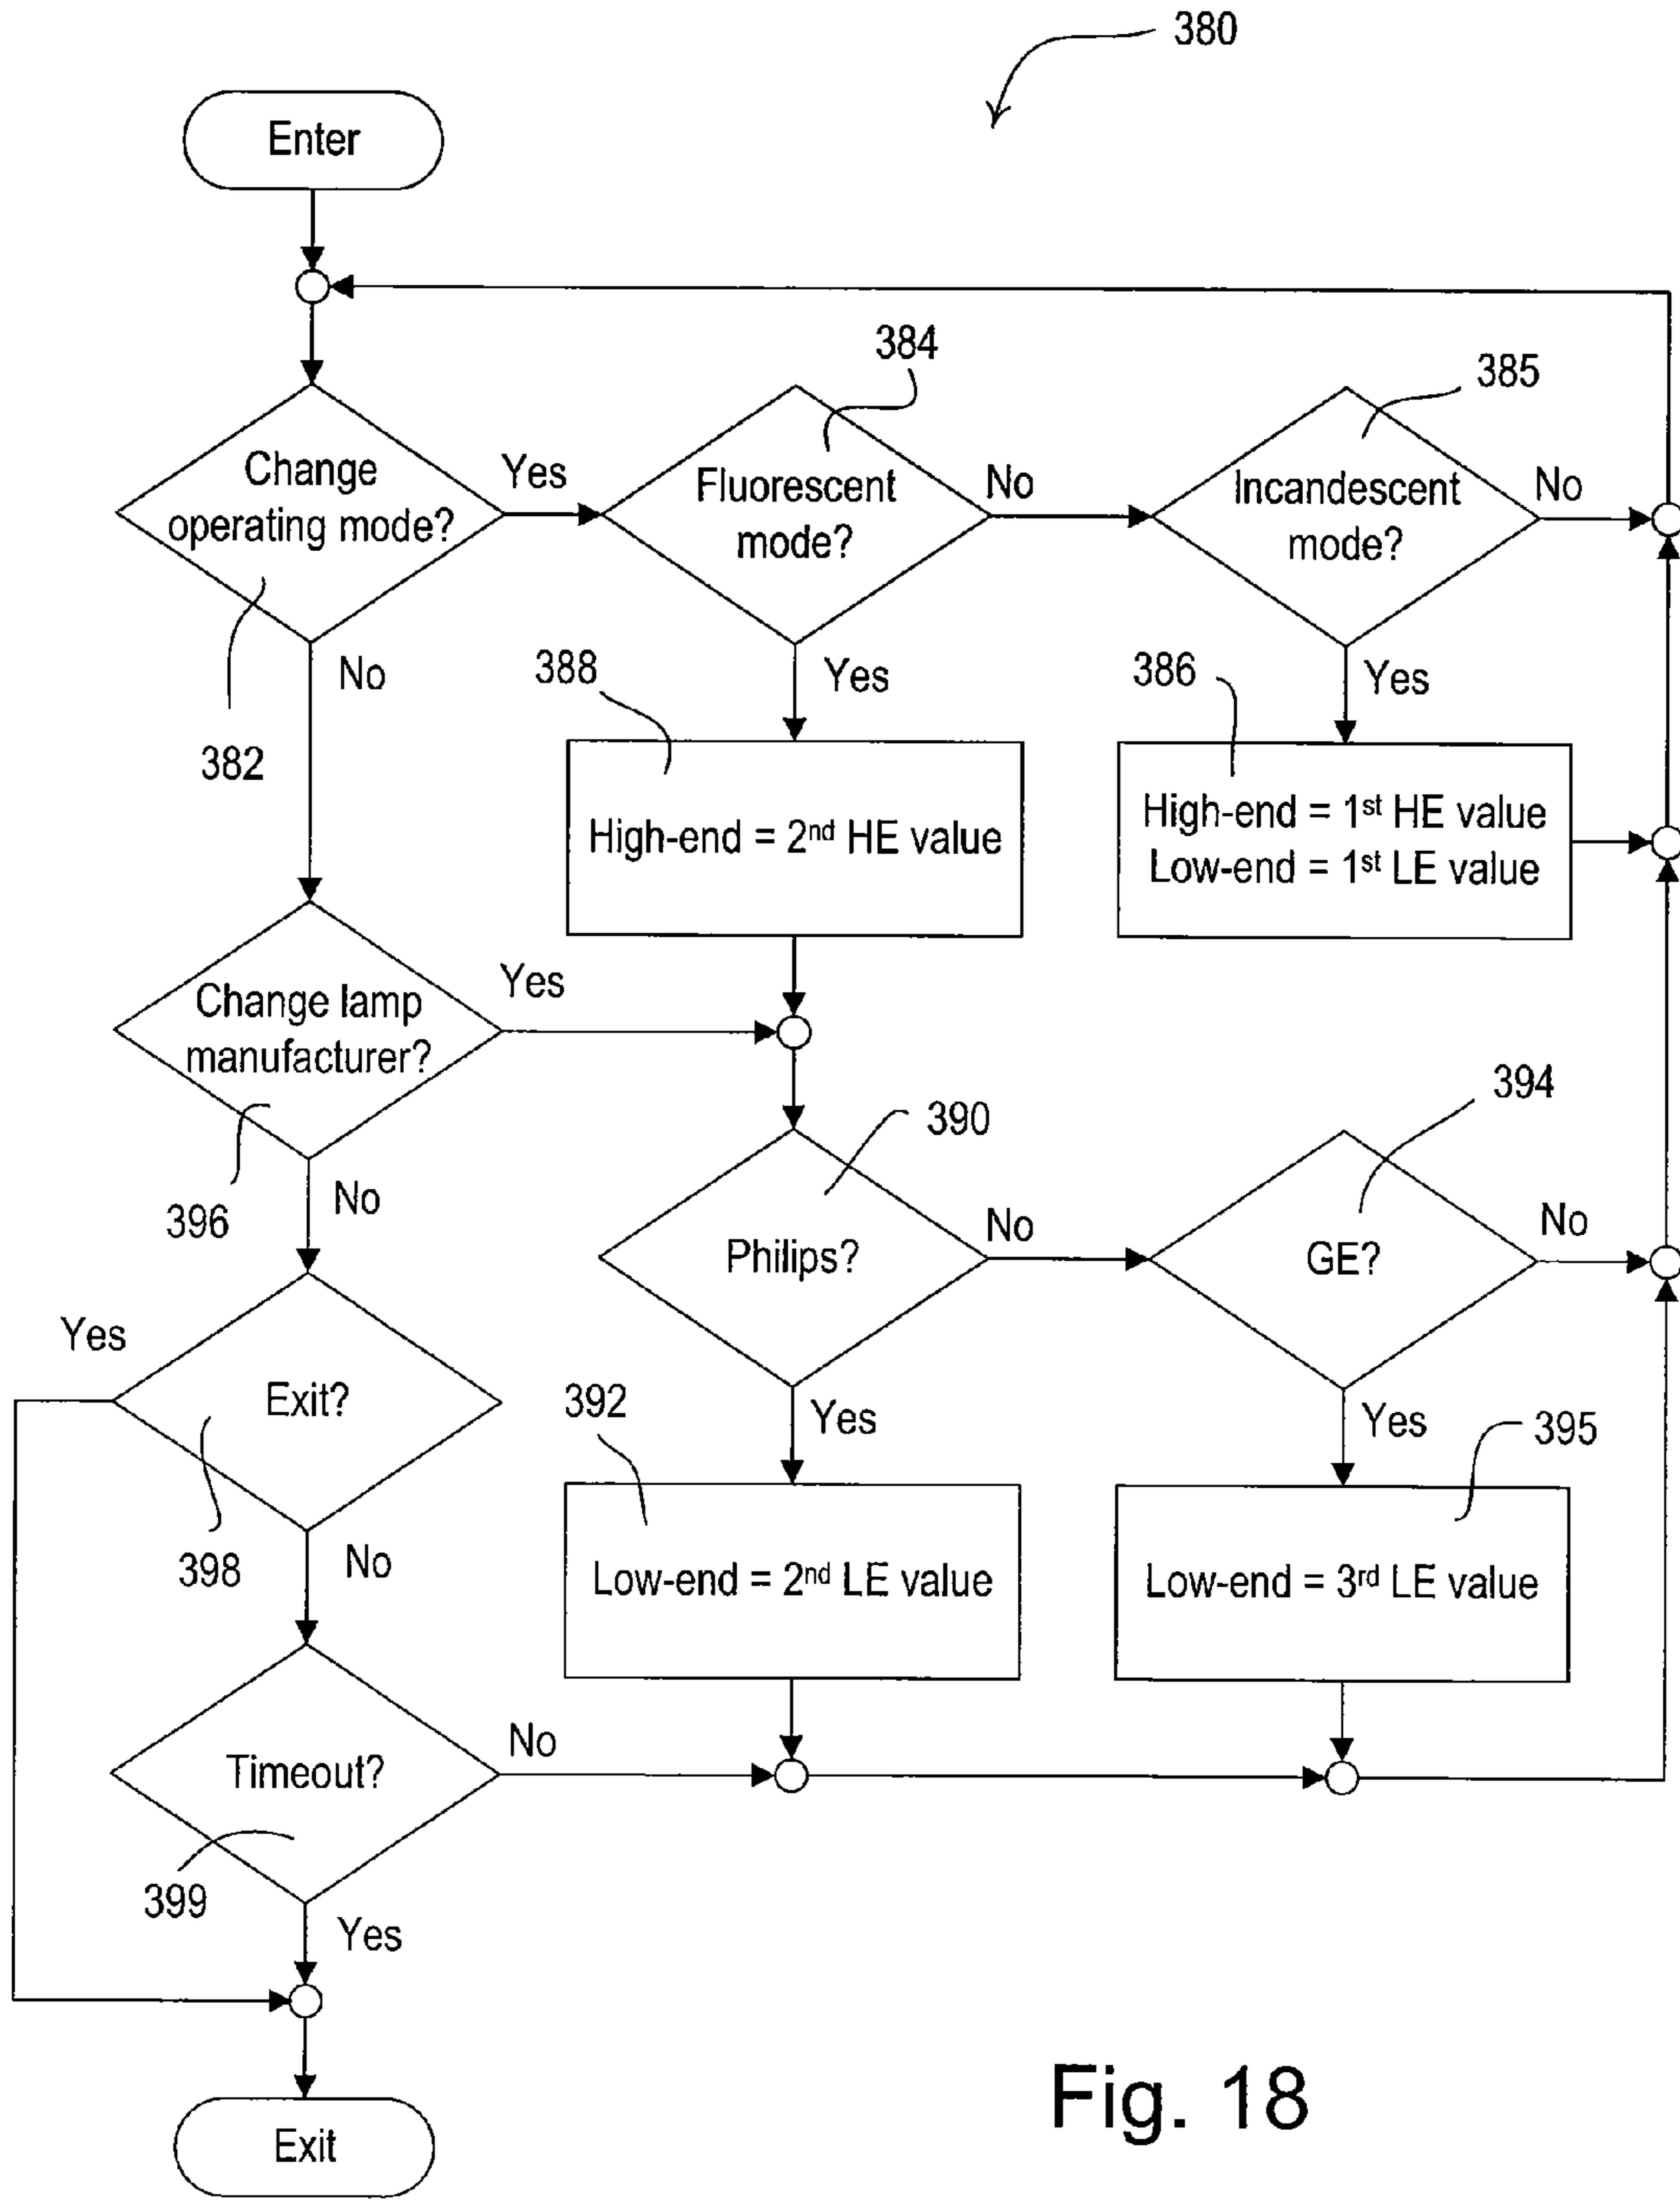 380
Enter
384
385
Change
operating mode?
Yes
Fluorescent
mode?
No
Incandescent
mode?
No
382
No
388
Yes
386
Yes
High-end = 2nd HE value
High-end = 1st HE value
Low-end = 1st LE value
Change lamp
manufacturer?
Yes
396
No
390
394
Philips?
No
GE?
No
Yes
Exit?
398
No
392
Yes
Yes
395
Low-end = 2nd LE value
Low-end = 3rd LE value
Timeout?
No
399
Yes
Exit
Fig. 18